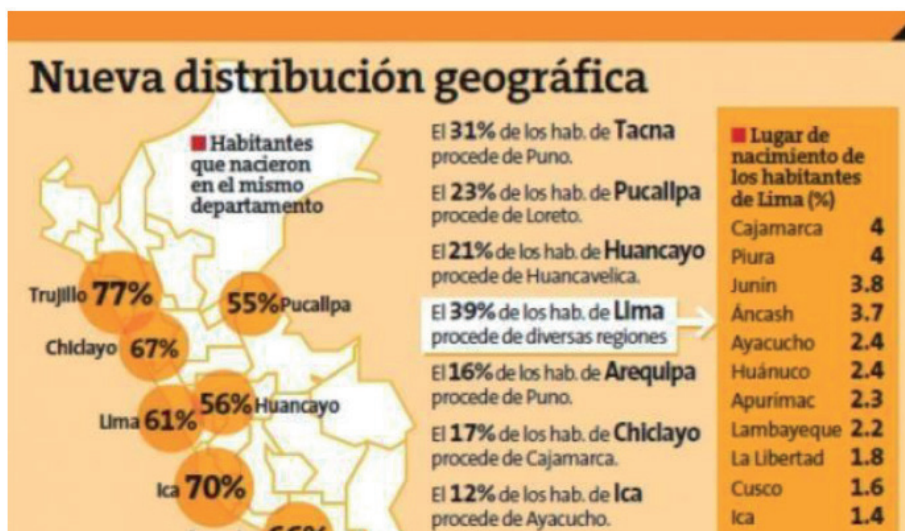 Nueva distribución geográfica
Habitantes
que nacieron
en el mismo
departamento
Trujillo 77%
55% Pucallpa
Chiclayo 67%
56% Huancayo
Lima 61%
Ica 70%
66%
El 31% de los hab. de Tacna
procede de Puno.
El 23% de los hab. de Pucallpa
procede de Loreto.
El 21% de los hab. de Huancayo
procede de Huancavelica.
El 39% de los hab. de Lima
procede de diversas regiones
El 16% de los hab. de Arequipa
procede de Puno.
El 17% de los hab. de Chiclayo
procede de Cajamarca.
El 12% de los hab. de Ica
procede de Ayacucho.
Lugar de
nacimiento de
los habitantes
de Lima (%)
Cajamarca 4
Piura 4
Junin 3.8
Áncash 3.7
Ayacucho 2.4
Huánuco 2.4
Apurímac 2.3
Lambayeque 2.2
La Libertad 1.8
Cusco 1.6
Ica 1.4